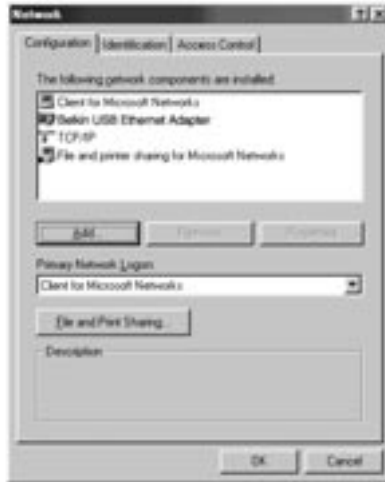 Network
Configuration Identification Access Control
The following network components are installed:
Client for Microsoft Networks
Belkin USB Ethernet Adapter
TCP/IP
File and printer sharing for Microsoft Networks
Add... Remove Properties
Primary Network Logon:
Client for Microsoft Networks
File and Print Sharing...
Description
OK Cancel